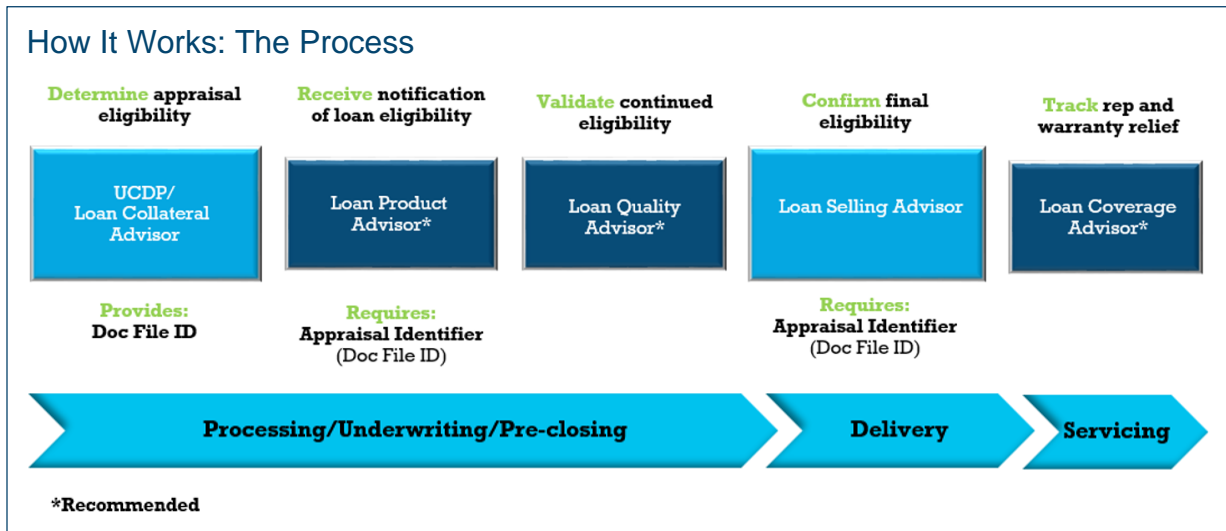 How It Works: The Process
Determine appraisal
eligibility
Receive notification
of loan eligibility
Validate continued
eligibility
Confirm final
eligibility
Track rep and
warranty relief
UCDP/
Loan Collateral
Advisor
Loan Product
Advisor*
Loan Quality
Advisor*
Loan Selling Advisor
Loan Coverage
Advisor*
Provides:
Doc File ID
Requires:
Appraisal Identifier
(Doc File ID)
Requires:
Appraisal Identifier
(Doc File ID)
Processing/Underwriting/Pre-closing
Delivery
Servicing
*Recommended